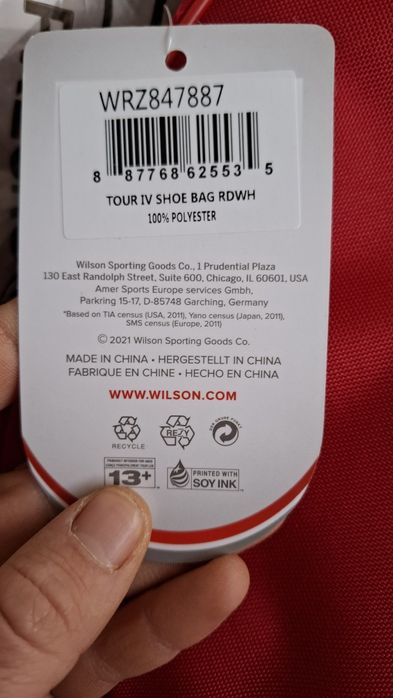 WRZ847887
8 87768 62553 5
TOUR IV SHOE BAG RDWH
100% POLYESTER
Wilson Sporting Goods Co., 1 Prudential Plaza
130 East Randolph Street, Suite 600, Chicago, IL 60601, USA
Amer Sports Europe services Gmbh,
Parkring 15-17, D-85748 Garching, Germany
*Based on TIA census (USA, 2011), Yano census (Japan, 2011),
SMS census (Europe, 2011)
© 2021 Wilson Sporting Goods Co.
MADE IN CHINA • HERGESTELLT IN CHINA
FABRIQUE EN CHINE • HECHO EN CHINA
WWW.WILSON.COM
RECYCLE
RE/Y
13+
PRINTED WITH
SOY INK